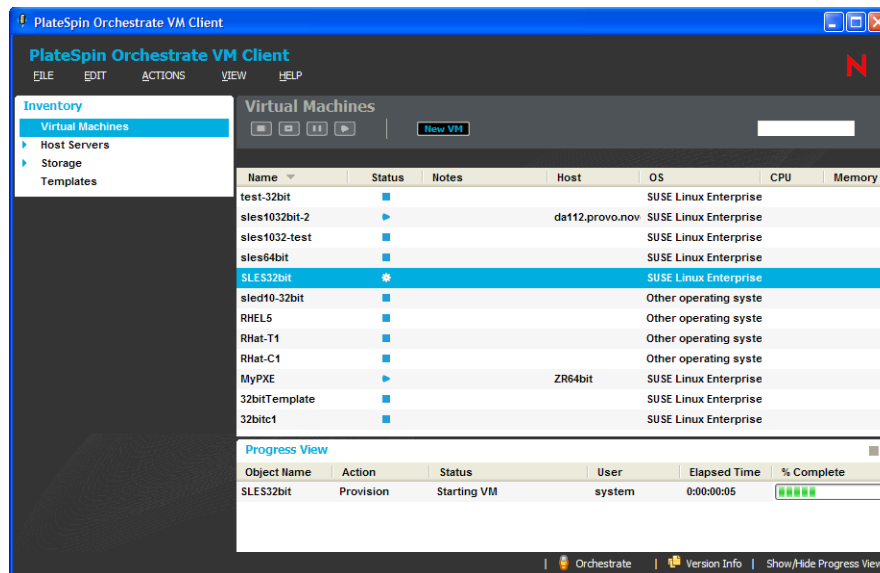 PlateSpin Orchestrate VM Client
PlateSpin Orchestrate VM Client
FILE EDIT ACTIONS VIEW HELP
N
Inventory
Virtual Machines
Host Servers
Storage
Templates
Virtual Machines
New VM
Name Status Notes Host OS CPU Memory
test-32bit SUSE Linux Enterprise
sles1032bit-2 da112.provo.nov SUSE Linux Enterprise
sles1032-test SUSE Linux Enterprise
sles64bit SUSE Linux Enterprise
SLES32bit SUSE Linux Enterprise
sled10-32bit Other operating syste
RHEL5 Other operating syste
RHat-T1 Other operating syste
RHat-C1 Other operating syste
MyPXE ZR64bit SUSE Linux Enterprise
32bitTemplate SUSE Linux Enterprise
32bitc1 SUSE Linux Enterprise
Progress View
Object Name Action Status User Elapsed Time % Complete
SLES32bit Provision Starting VM system 0:00:00:05
| Orchestrate | Version Info | Show/Hide Progress View